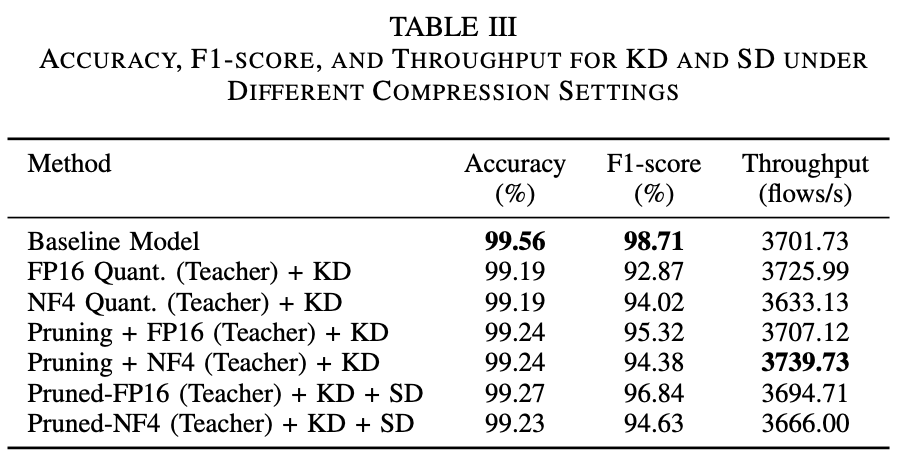 TABLE III
ACCURACY, F1-SCORE, AND THROUGHPUT FOR KD AND SD UNDER
DIFFERENT COMPRESSION SETTINGS
Method Accuracy F1-score Throughput
(%) (%) (flows/s)
Baseline Model 99.56 98.71 3701.73
FP16 Quant. (Teacher) + KD 99.19 92.87 3725.99
NF4 Quant. (Teacher) + KD 99.19 94.02 3633.13
Pruning + FP16 (Teacher) + KD 99.24 95.32 3707.12
Pruning + NF4 (Teacher) + KD 99.24 94.38 3739.73
Pruned-FP16 (Teacher) + KD + SD 99.27 96.84 3694.71
Pruned-NF4 (Teacher) + KD + SD 99.23 94.63 3666.00